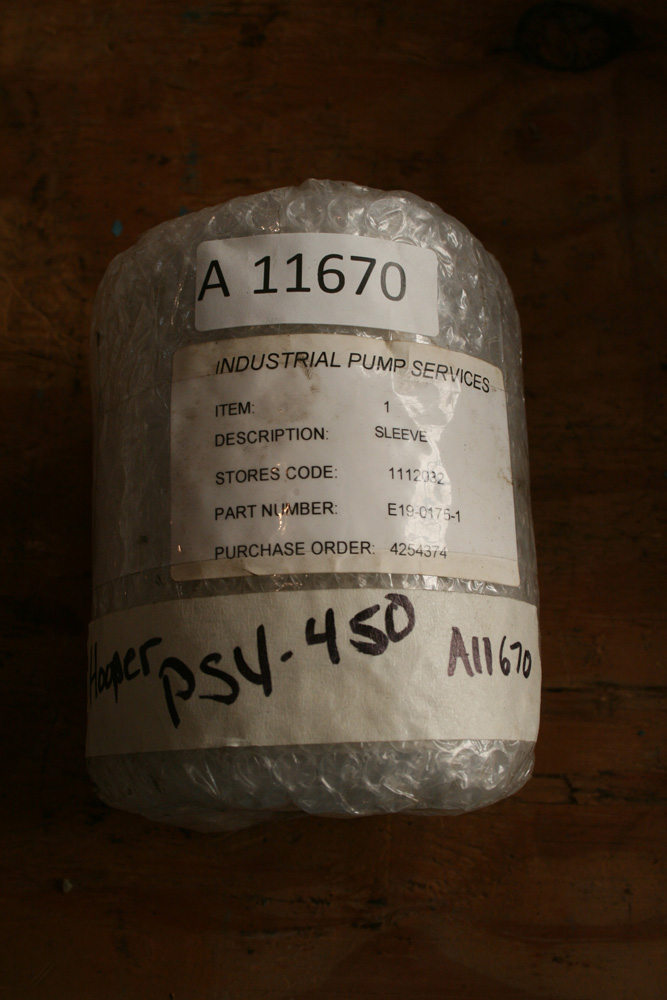 A 11670
INDUSTRIAL PUMP SERVICES
ITEM: 1
DESCRIPTION: SLEEVE
STORES CODE: 1112032
PART NUMBER: E19-0175-1
PURCHASE ORDER: 4254374
Hooper PSV-450 A11670